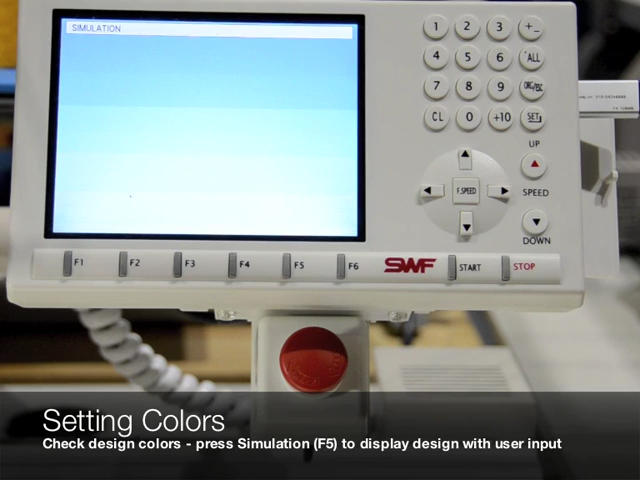 SIMULATION
1 2 3 +_
4 5 6 ALL
7 8 9 ORG/ESC
CL 0 +10 SET
UP
F.SPEED
SPEED
DOWN
F1 F2 F3 F4 F5 F6 SWF START STOP
Setting Colors
Check design colors - press Simulation (F5) to display design with user input